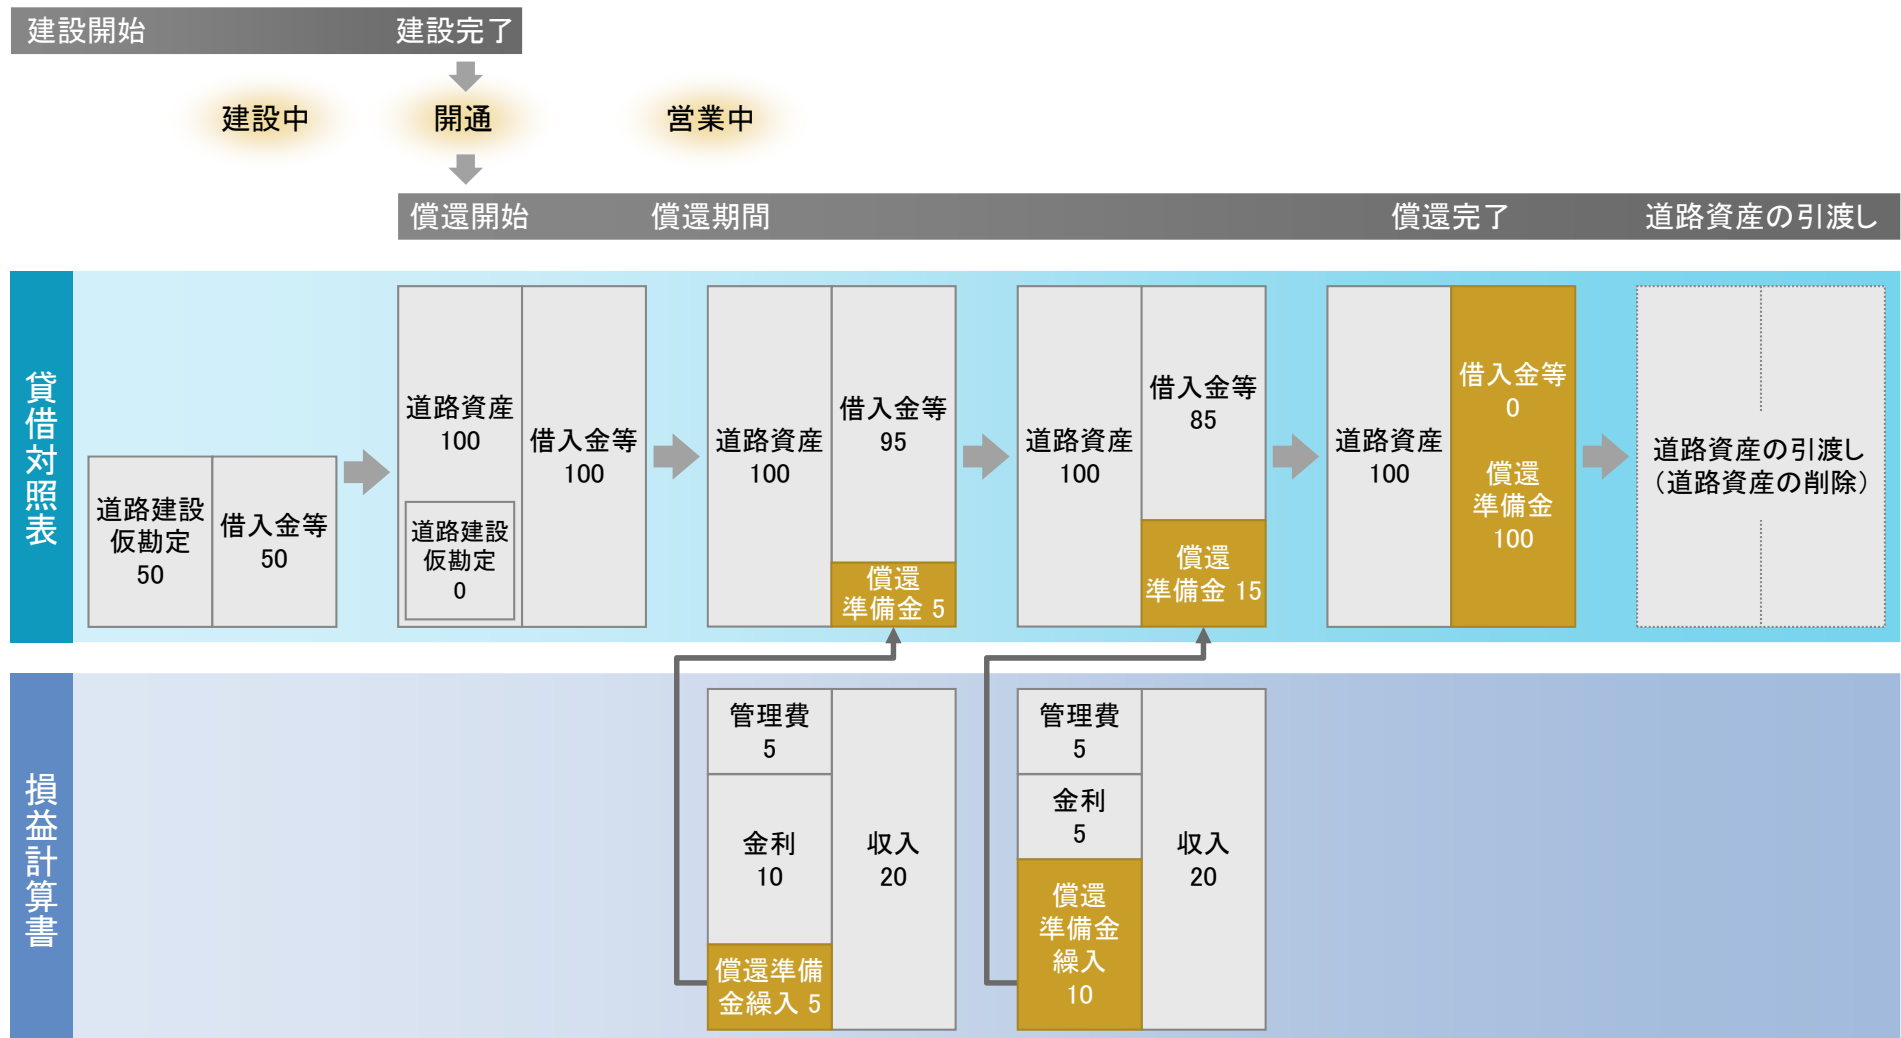 建設開始
建設完了
建設中
開通
営業中
償還開始
償還期間
償還完了
道路資産の引渡し
貸借対照表
道路建設
仮勘定
50
借入金等
50
道路資産
100
道路建設
仮勘定
0
借入金等
100
道路資産
100
借入金等
95
償還
準備金 5
道路資産
100
借入金等
85
償還
準備金 15
道路資産
100
借入金等
0
償還
準備金
100
道路資産の引渡し
（道路資産の削除）
損益計算書
管理費
5
金利
10
償還準備
金繰入 5
収入
20
管理費
5
金利
5
償還
準備金
繰入
10
収入
20